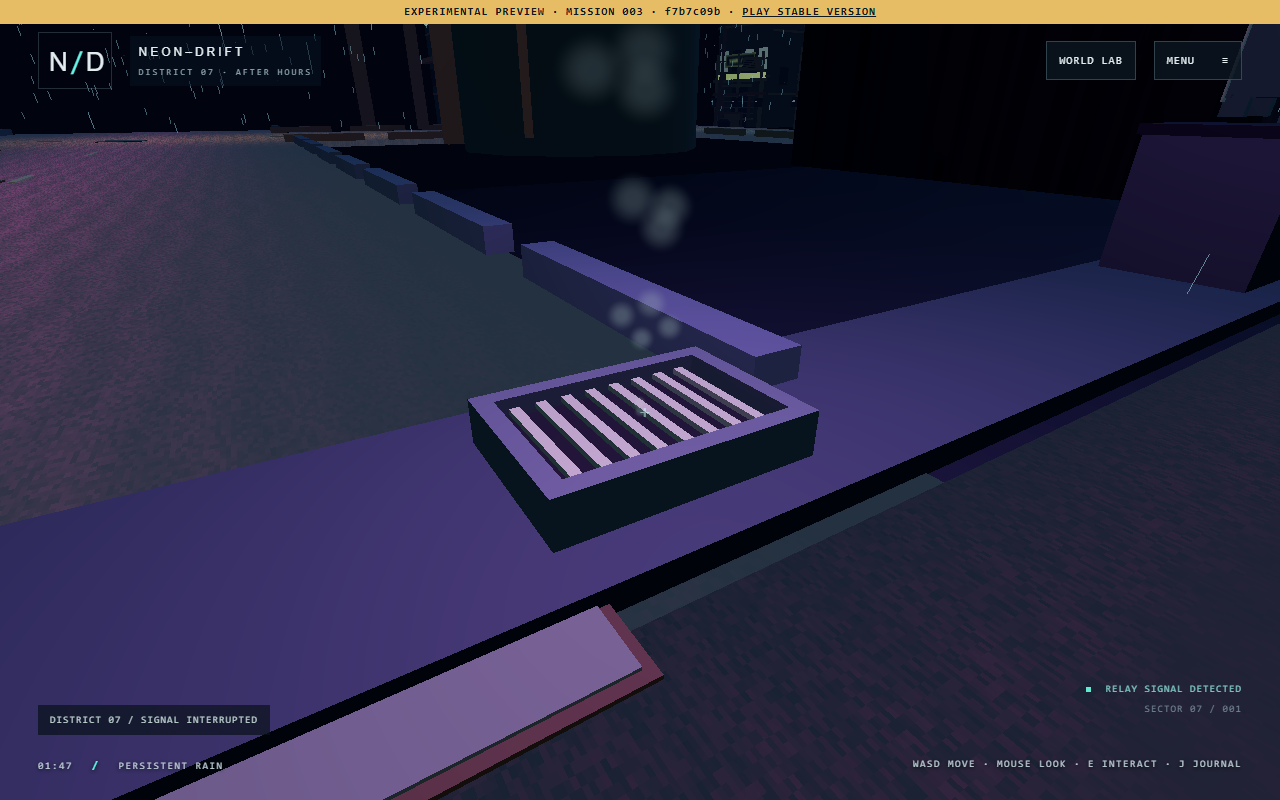 EXPERIMENTAL PREVIEW · MISSION 003 · f7b7c09b · PLAY STABLE VERSION
N/D
NEON–DRIFT
DISTRICT 07 · AFTER HOURS
WORLD LAB
MENU ≡
RELAY SIGNAL DETECTED
SECTOR 07 / 001
DISTRICT 07 / SIGNAL INTERRUPTED
01:47 / PERSISTENT RAIN
WASD MOVE · MOUSE LOOK · E INTERACT · J JOURNAL